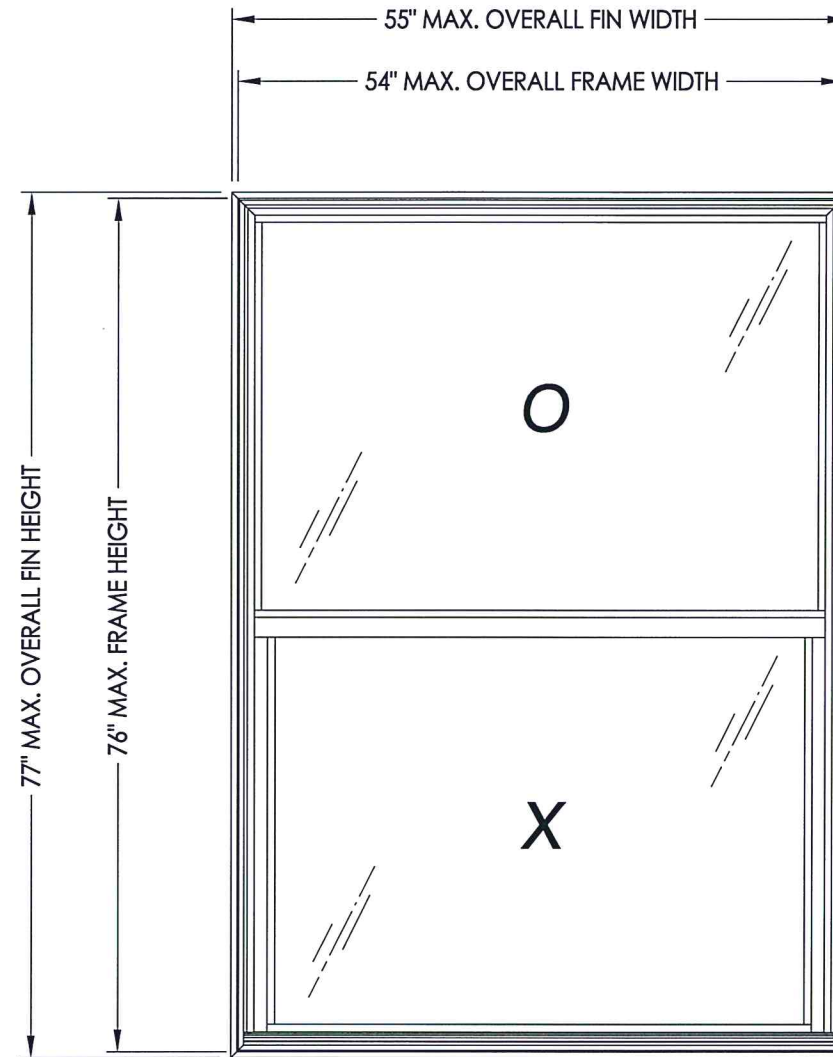 55" MAX. OVERALL FIN WIDTH
54" MAX. OVERALL FRAME WIDTH
77" MAX. OVERALL FIN HEIGHT
76" MAX. FRAME HEIGHT
O
X